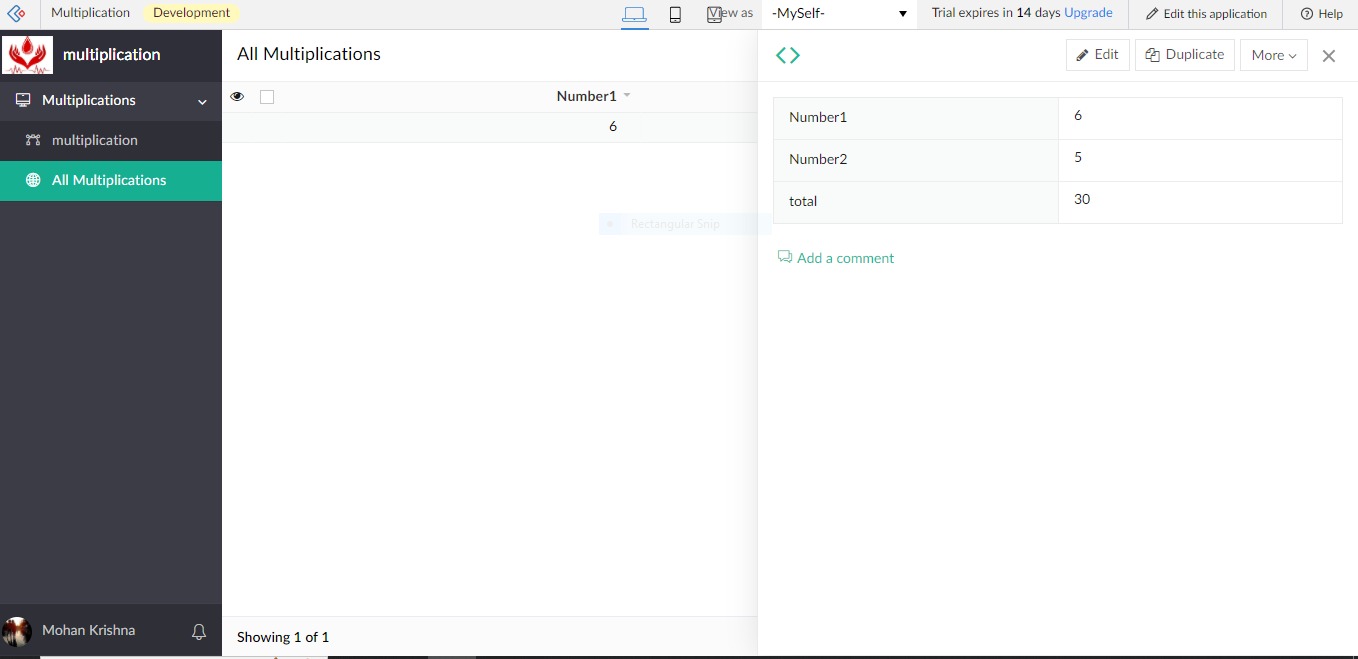 Multiplication Development View as -MySelf- Trial expires in 14 days Upgrade Edit this application Help
multiplication
All Multiplications
Edit Duplicate More
Multiplications
Number1
6
multiplication
All Multiplications
Rectangular Snip
Number1 6
Number2 5
total 30
Add a comment
Mohan Krishna
Showing 1 of 1